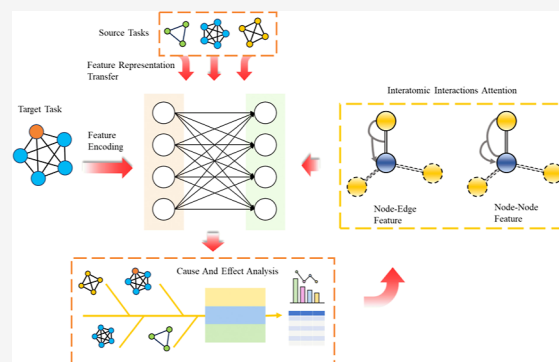 Source Tasks
Feature Representation
Transfer
Target Task
Feature
Encoding
Interatomic Interactions Attention
Node-Edge
Feature
Node-Node
Feature
Cause And Effect Analysis